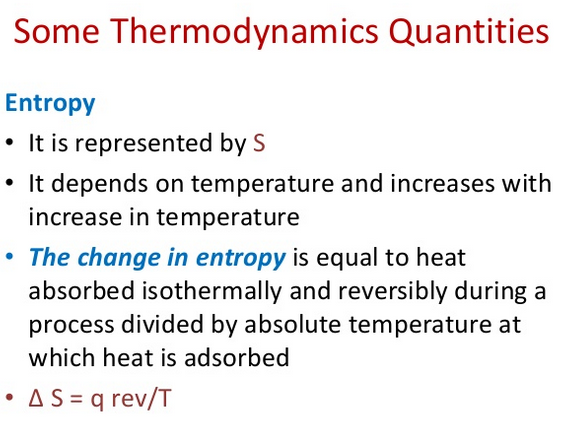 Some Thermodynamics Quantities
Entropy
• It is represented by S
• It depends on temperature and increases with
increase in temperature
• The change in entropy is equal to heat
absorbed isothermally and reversibly during a
process divided by absolute temperature at
which heat is adsorbed
• Δ S = q rev/T